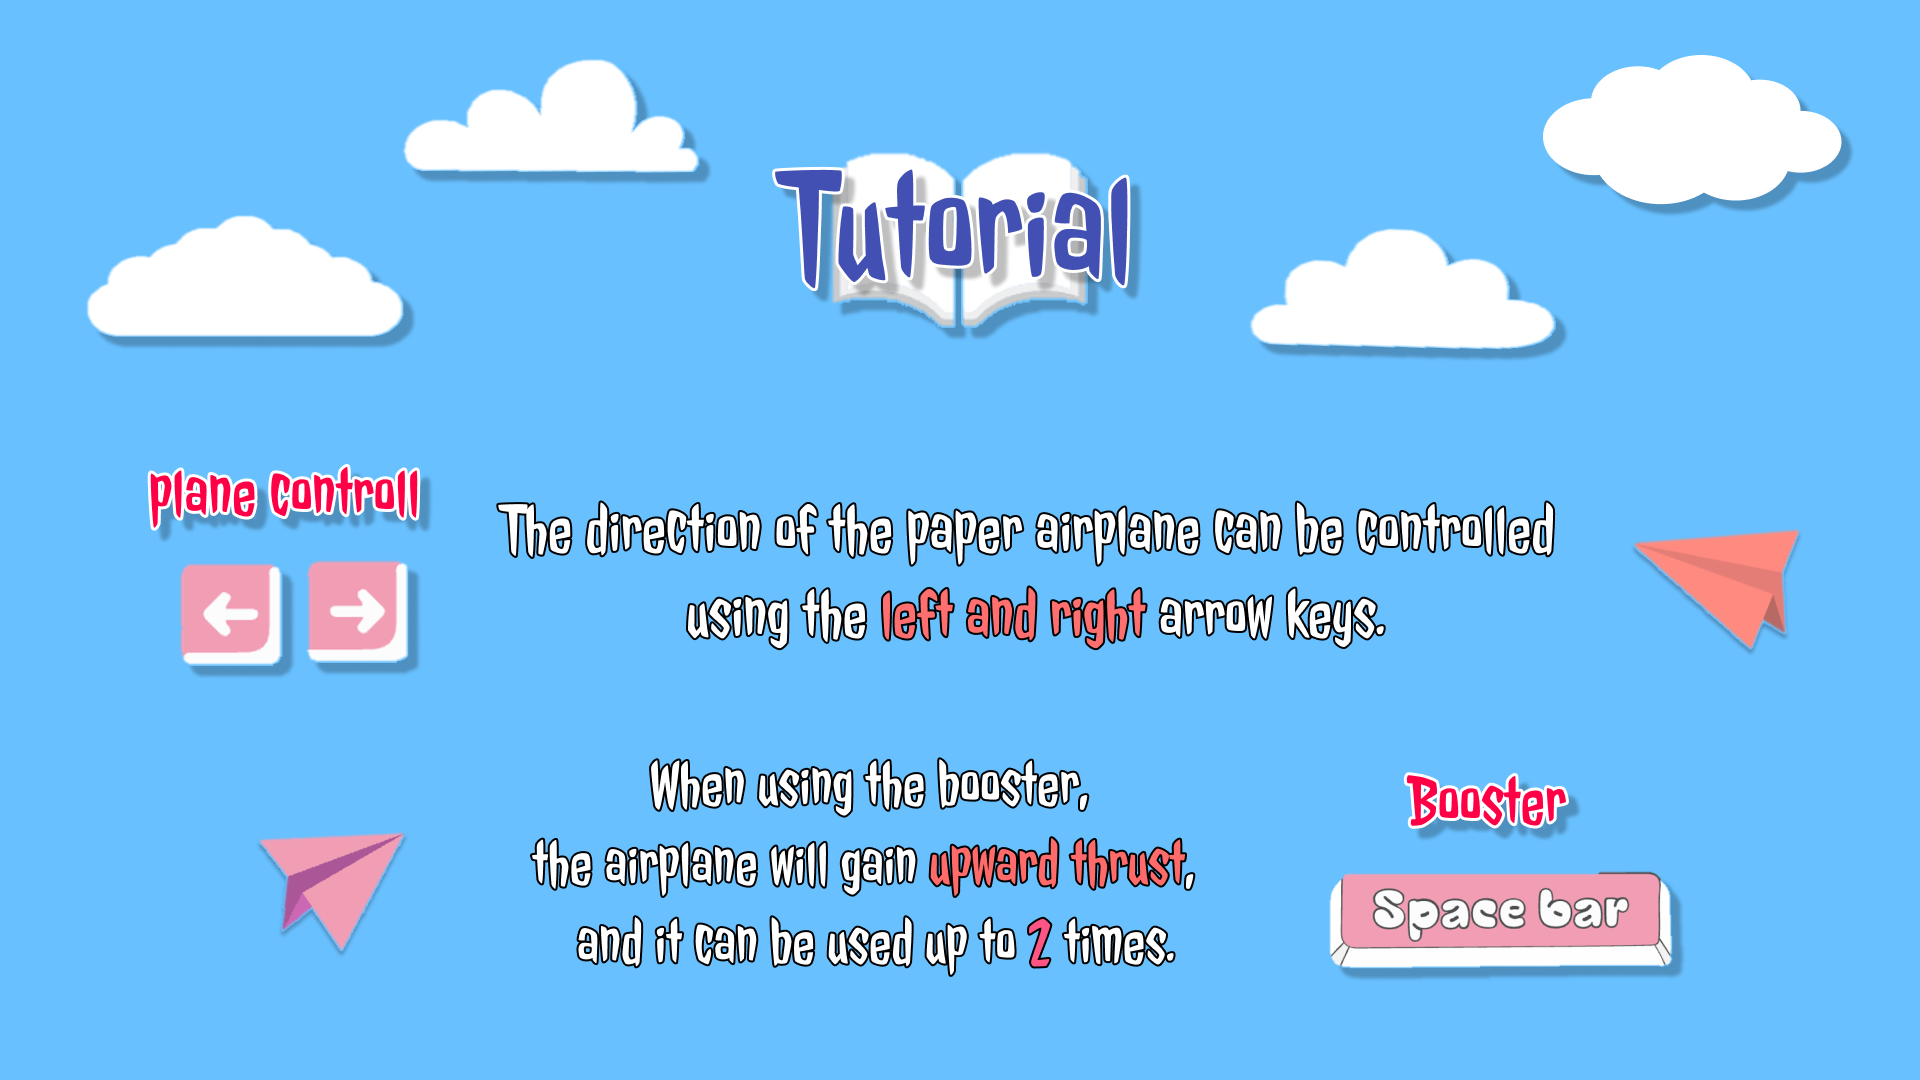 Tutorial
Plane Controll
The direction of the paper airplane can be controlled
using the left and right arrow keys.
When using the booster,
the airplane will gain upward thrust,
and it can be used up to 2 times.
Booster
Space bar